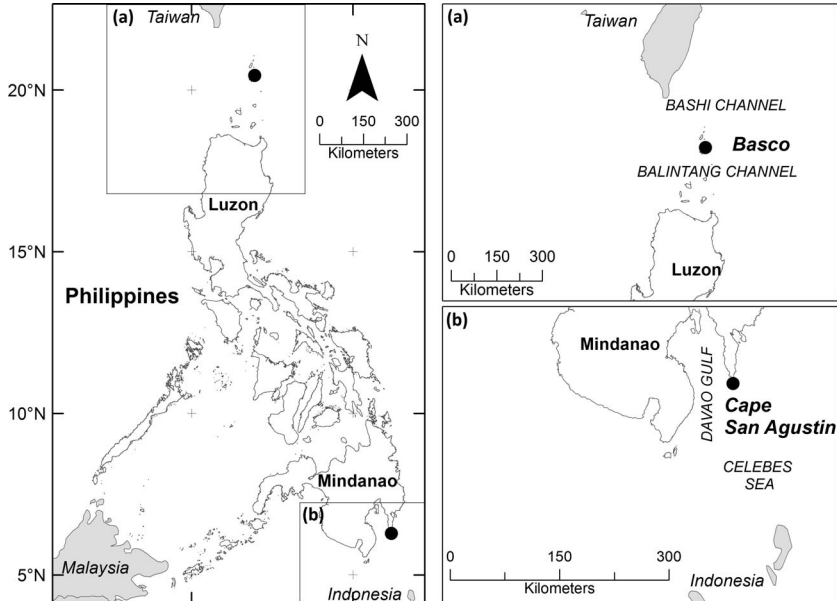 (a)
Taiwan
20°N
N
0 150 300
Kilometers
Luzon
15°N
Philippines
10°N
Mindanao
(b)
Malaysia
5°N
Indpnesia
(a)
Taiwan
BASHI CHANNEL
Basco
BALINTANG CHANNEL
0 150 300
Kilometers
Luzon
(b)
Mindanao
DAVAO GULF
Cape
San Agustin
CELEBES
SEA
0 150 300
Kilometers
Indonesia